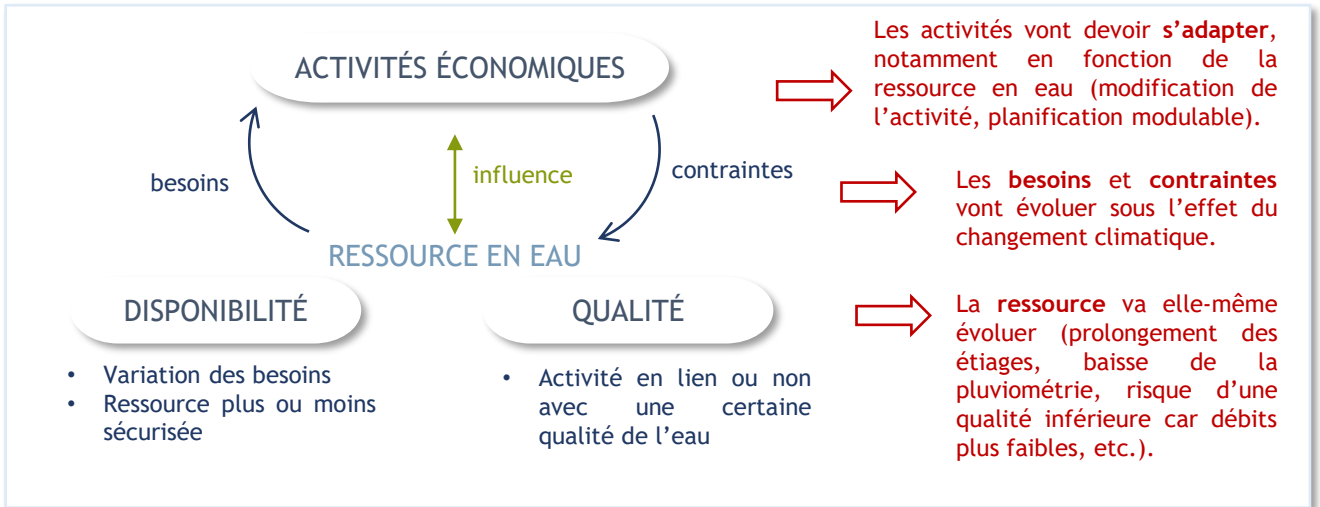 ACTIVITÉS ÉCONOMIQUES
besoins
influence
contraintes
RESSOURCE EN EAU
DISPONIBILITÉ
• Variation des besoins
• Ressource plus ou moins
sécurisée
QUALITÉ
• Activité en lien ou non
avec une certaine
qualité de l’eau
Les activités vont devoir s’adapter,
notamment en fonction de la
ressource en eau (modification de
l’activité, planification modulable).
Les besoins et contraintes
vont évoluer sous l’effet du
changement climatique.
La ressource va elle-même
évoluer (prolongement des
étiages, baisse de la
pluviométrie, risque d’une
qualité inférieure car débits
plus faibles, etc.).